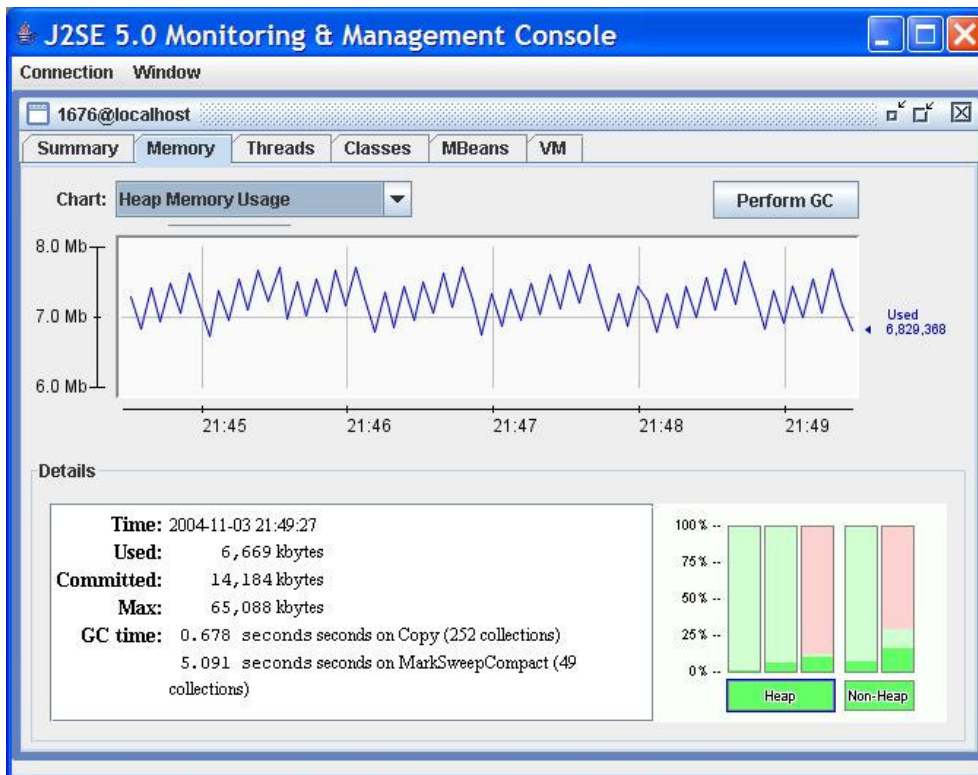 J2SE 5.0 Monitoring & Management Console
Connection Window
1676@localhost
Summary Memory Threads Classes MBeans VM
Chart: Heap Memory Usage Perform GC
8.0 Mb
7.0 Mb
6.0 Mb
Used
6,829,368
21:45 21:46 21:47 21:48 21:49
Details
Time: 2004-11-03 21:49:27
Used: 6,669 kbytes
Committed: 14,184 kbytes
Max: 65,088 kbytes
GC time: 0.678 seconds seconds on Copy (252 collections)
5.091 seconds seconds on MarkSweepCompact (49
collections)
100% --
75% --
50% --
25% --
0% --
Heap Non-Heap